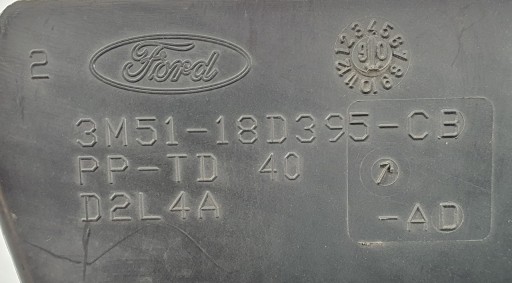 2
Ford
3M51-18D395-CB
PP-TD 40
D2L4A
-AD